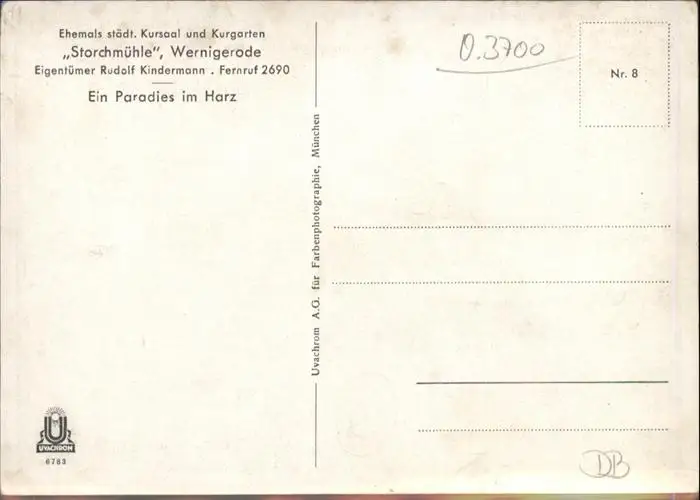 Ehemals städt. Kursaal und Kurgarten
„Storchmühle", Wernigerode
Eigentümer Rudolf Kindermann . Fernruf 2690
Ein Paradies im Harz
Uvachrom A.G. für Farbenphotographie, München
0.3700
Nr. 8
UVACHROM
6783
DB